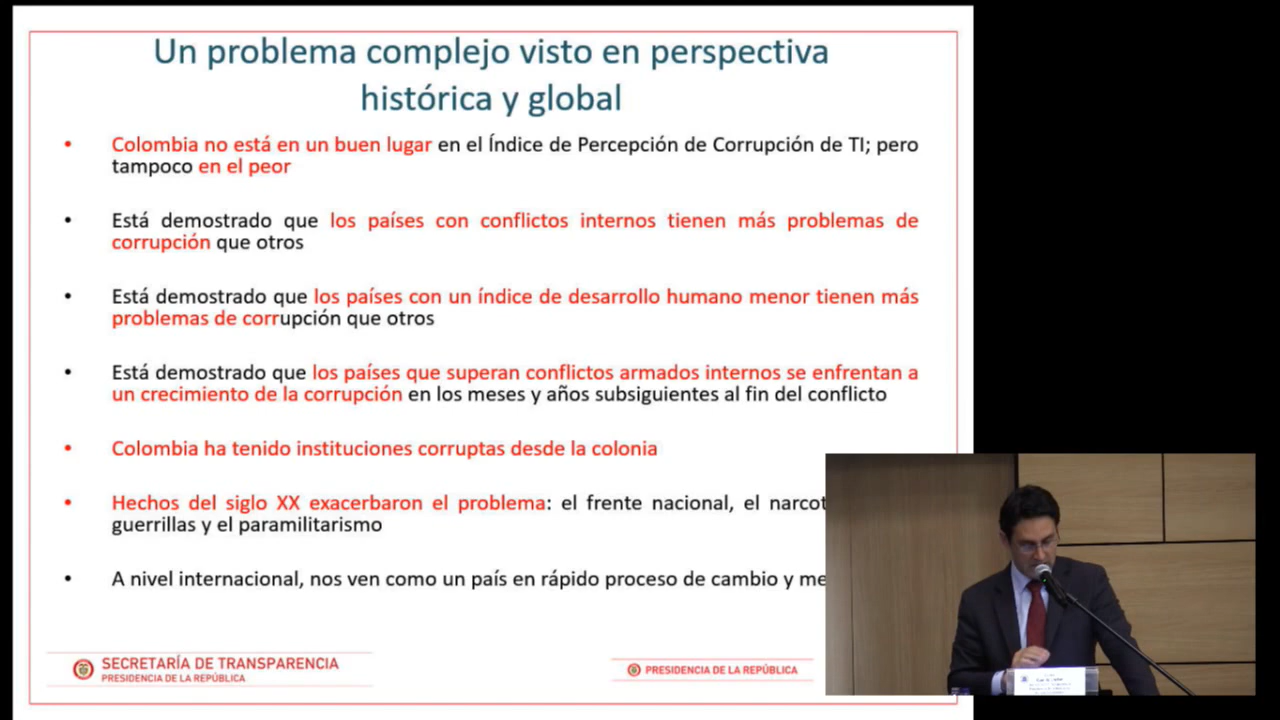 Un problema complejo visto en perspectiva
histórica y global
• Colombia no está en un buen lugar en el Índice de Percepción de Corrupción de TI; pero
tampoco en el peor
• Está demostrado que los países con conflictos internos tienen más problemas de
corrupción que otros
• Está demostrado que los países con un índice de desarrollo humano menor tienen más
problemas de corrupción que otros
• Está demostrado que los países que superan conflictos armados internos se enfrentan a
un crecimiento de la corrupción en los meses y años subsiguientes al fin del conflicto
• Colombia ha tenido instituciones corruptas desde la colonia
• Hechos del siglo XX exacerbaron el problema: el frente nacional, el narcot
guerrillas y el paramilitarismo
• A nivel internacional, nos ven como un país en rápido proceso de cambio y me
SECRETARÍA DE TRANSPARENCIA
PRESIDENCIA DE LA REPÚBLICA
PRESIDENCIA DE LA REPÚBLICA